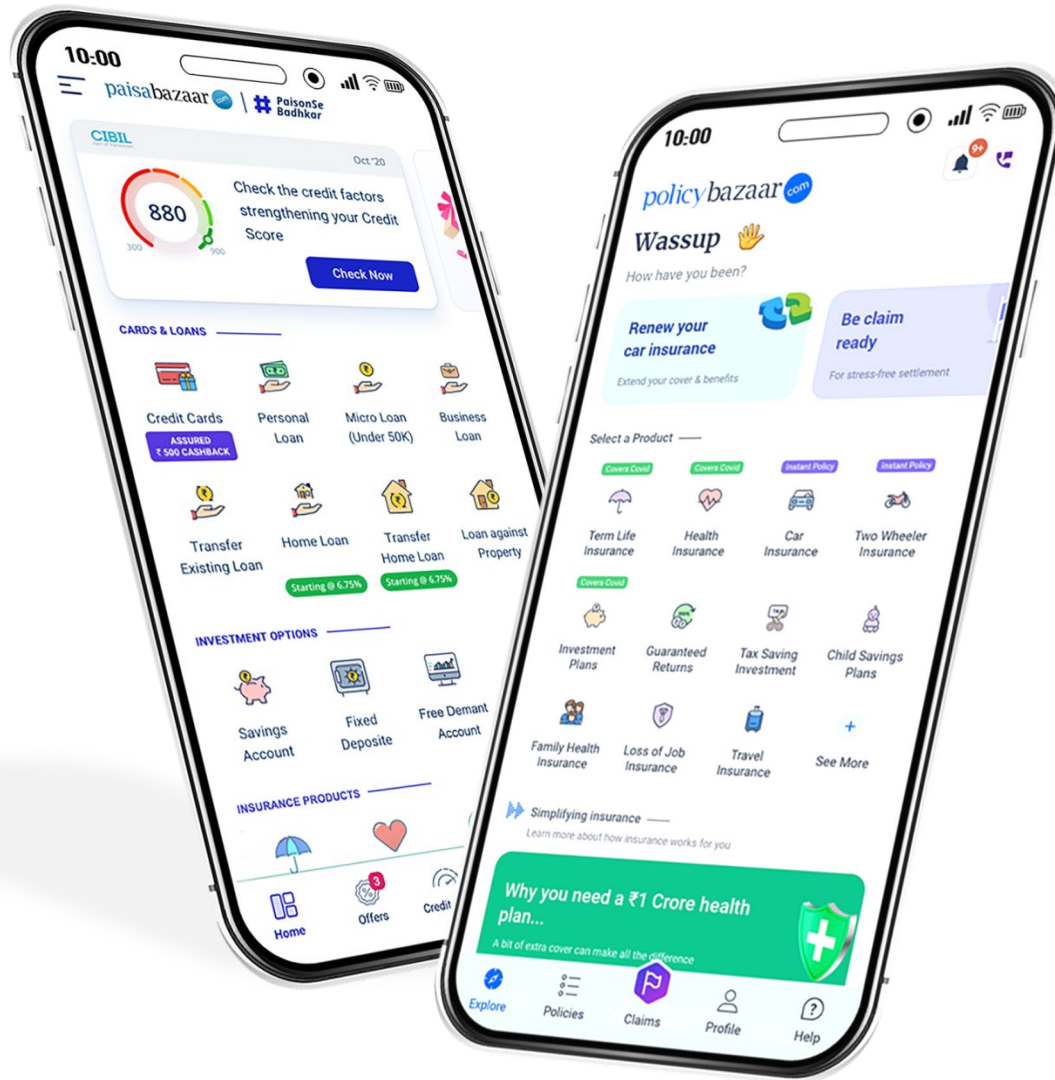 10:00
paisabazaar com
# PaisonSe
Badhkar
CIBIL
Oct '20
880
300
900
Check the credit factors
strengthening your Credit
Score
Check Now
CARDS & LOANS
Credit Cards
ASSURED
₹ 500 CASHBACK
Personal
Loan
Micro Loan
(Under 50K)
Business
Loan
Transfer
Existing Loan
Home Loan
Starting @ 6.75%
Transfer
Home Loan
Starting @ 6.75%
Loan against
Property
INVESTMENT OPTIONS
Savings
Account
Fixed
Deposite
Free Demant
Account
INSURANCE PRODUCTS
Home
3
Offers
Credit
10:00
9+
policybazaar com
Wassup
How have you been?
Renew your
car insurance
Extend your cover & benefits
Be claim
ready
For stress-free settlement
Select a Product
Covers Covid
Term Life
Insurance
Covers Covid
Health
Insurance
Instant Policy
Car
Insurance
Instant Policy
Two Wheeler
Insurance
Covers Covid
Investment
Plans
Guaranteed
Returns
Tax Saving
Investment
Child Savings
Plans
Family Health
Insurance
Loss of Job
Insurance
Travel
Insurance
+
See More
Simplifying insurance
Learn more about how insurance works for you
Why you need a ₹1 Crore health
plan...
A bit of extra cover can make all the difference
Explore
Policies
Claims
Profile
Help